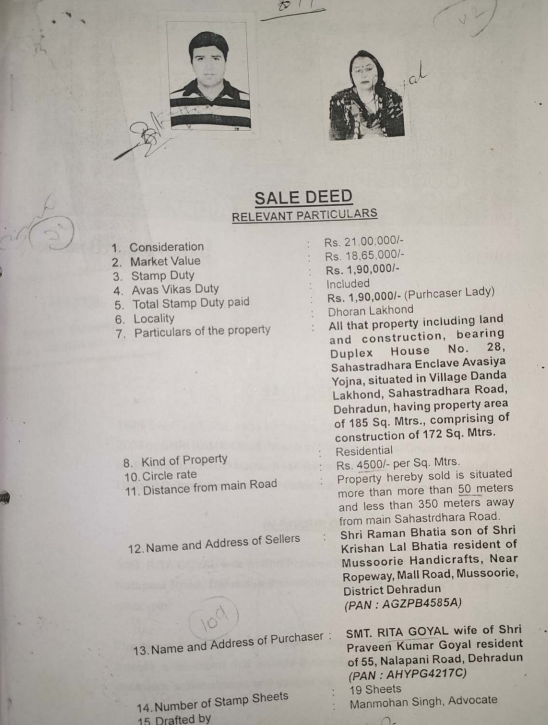 SALE DEED
RELEVANT PARTICULARS
1. Consideration : Rs. 21,00,000/-
2. Market Value : Rs. 18,65,000/-
3. Stamp Duty : Rs. 1,90,000/-
4. Avas Vikas Duty : Included
5. Total Stamp Duty paid : Rs. 1,90,000/- (Purhcaser Lady)
6. Locality : Dhoran Lakhond
7. Particulars of the property : All that property including land
and construction, bearing
Duplex House No. 28,
Sahastradhara Enclave Avasiya
Yojna, situated in Village Danda
Lakhond, Sahastradhara Road,
Dehradun, having property area
of 185 Sq. Mtrs., comprising of
construction of 172 Sq. Mtrs.
8. Kind of Property : Residential
10. Circle rate : Rs. 4500/- per Sq. Mtrs.
11. Distance from main Road : Property hereby sold is situated
more than more than 50 meters
and less than 350 meters away
from main Sahastrdhara Road.
12. Name and Address of Sellers : Shri Raman Bhatia son of Shri
Krishan Lal Bhatia resident of
Mussoorie Handicrafts, Near
Ropeway, Mall Road, Mussoorie,
District Dehradun
(PAN : AGZPB4585A)
109
13. Name and Address of Purchaser : SMT. RITA GOYAL wife of Shri
Praveen Kumar Goyal resident
of 55, Nalapani Road, Dehradun
(PAN : AHYPG4217C)
14. Number of Stamp Sheets : 19 Sheets
15. Drafted by : Manmohan Singh, Advocate